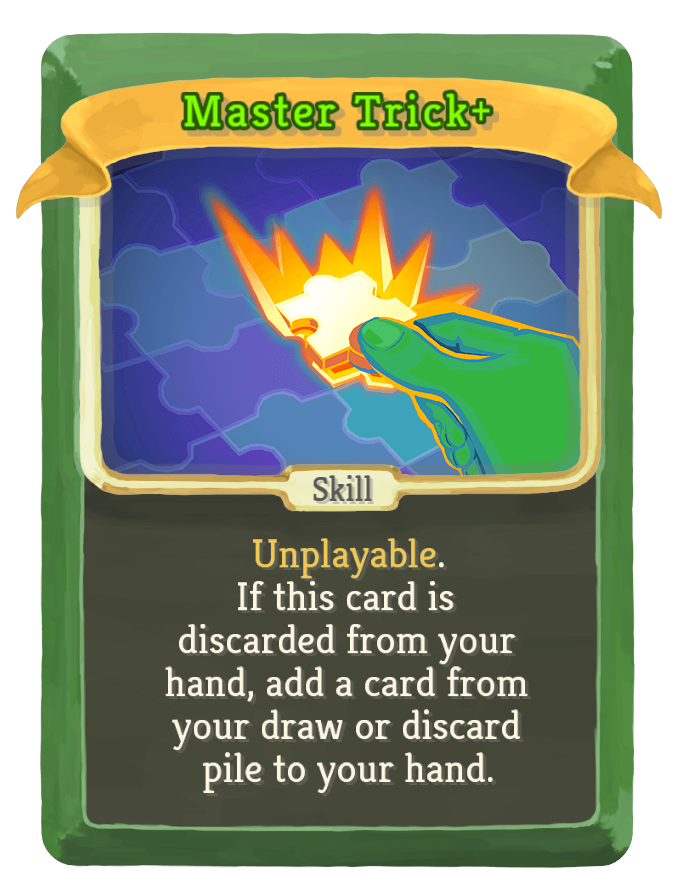 Master Trick+
Skill
Unplayable.
If this card is
discarded from your
hand, add a card from
your draw or discard
pile to your hand.